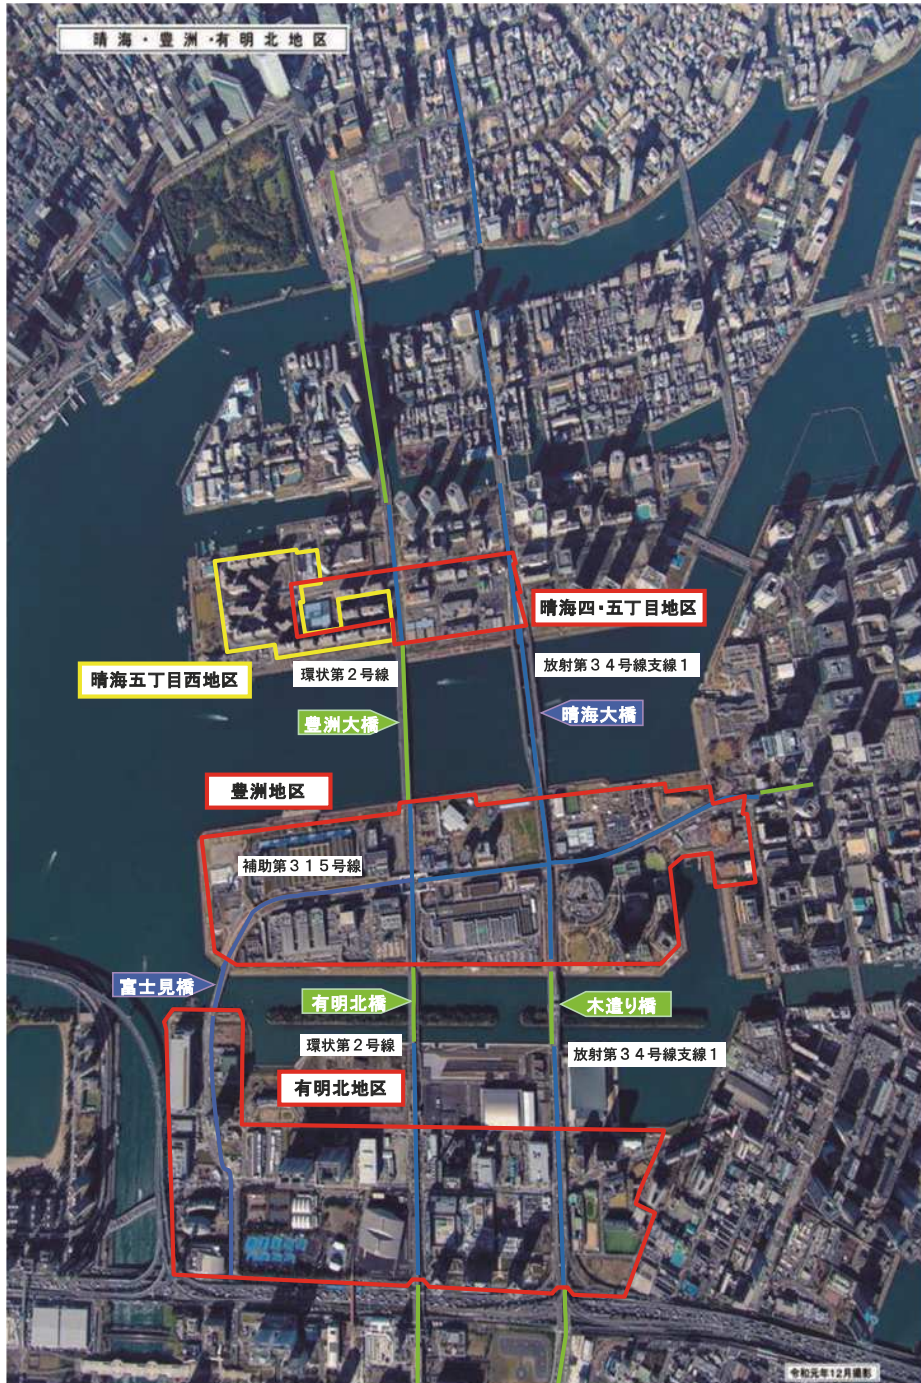 晴海・豊洲・有明北地区
晴海四・五丁目地区
晴海五丁目西地区
環状第2号線
放射第34号線支線1
豊洲大橋
晴海大橋
豊洲地区
補助第315号線
富士見橋
有明北橋
木遣り橋
環状第2号線
放射第34号線支線1
有明北地区
令和元年12月撮影